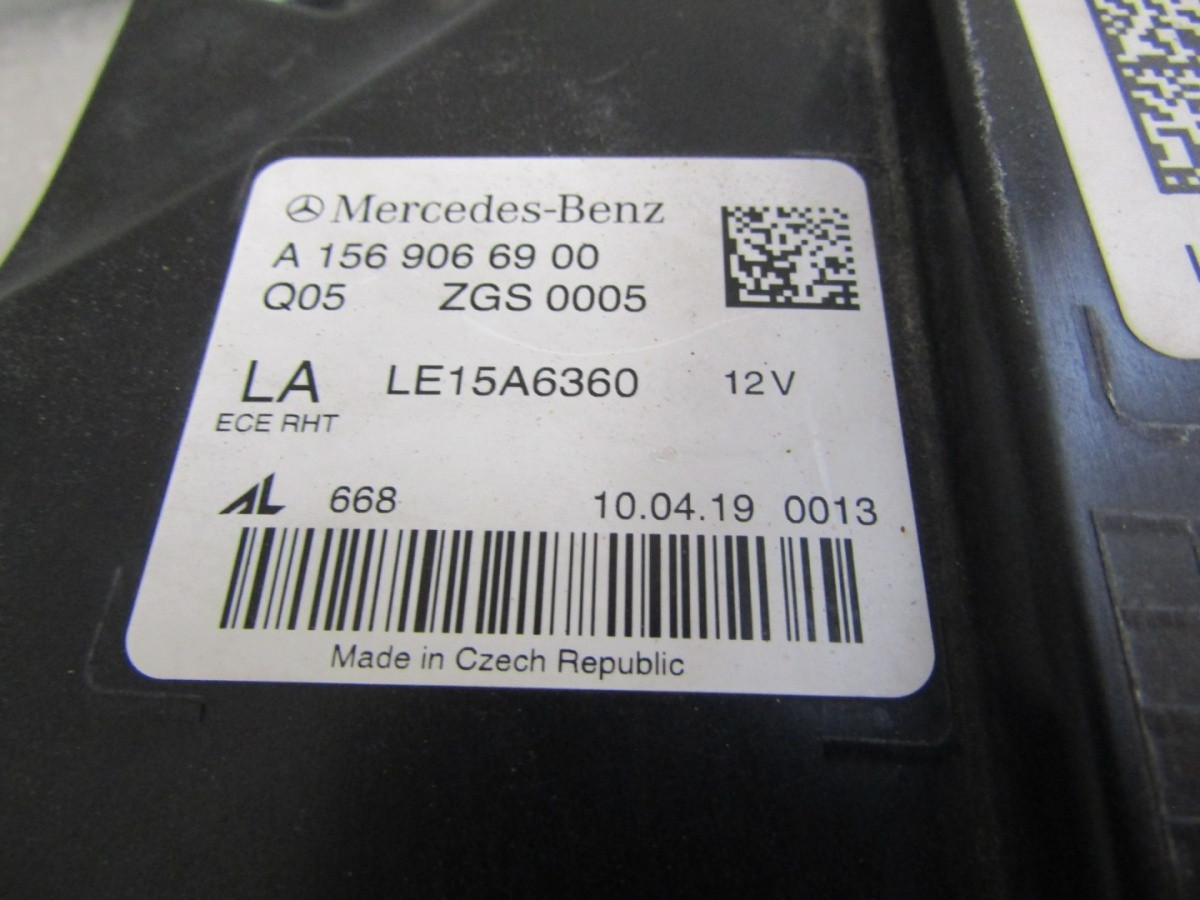 Mercedes-Benz
A 156 906 69 00
Q05 ZGS 0005
LA LE15A6360 12V
ECE RHT
AL 668 10.04.19 0013
Made in Czech Republic